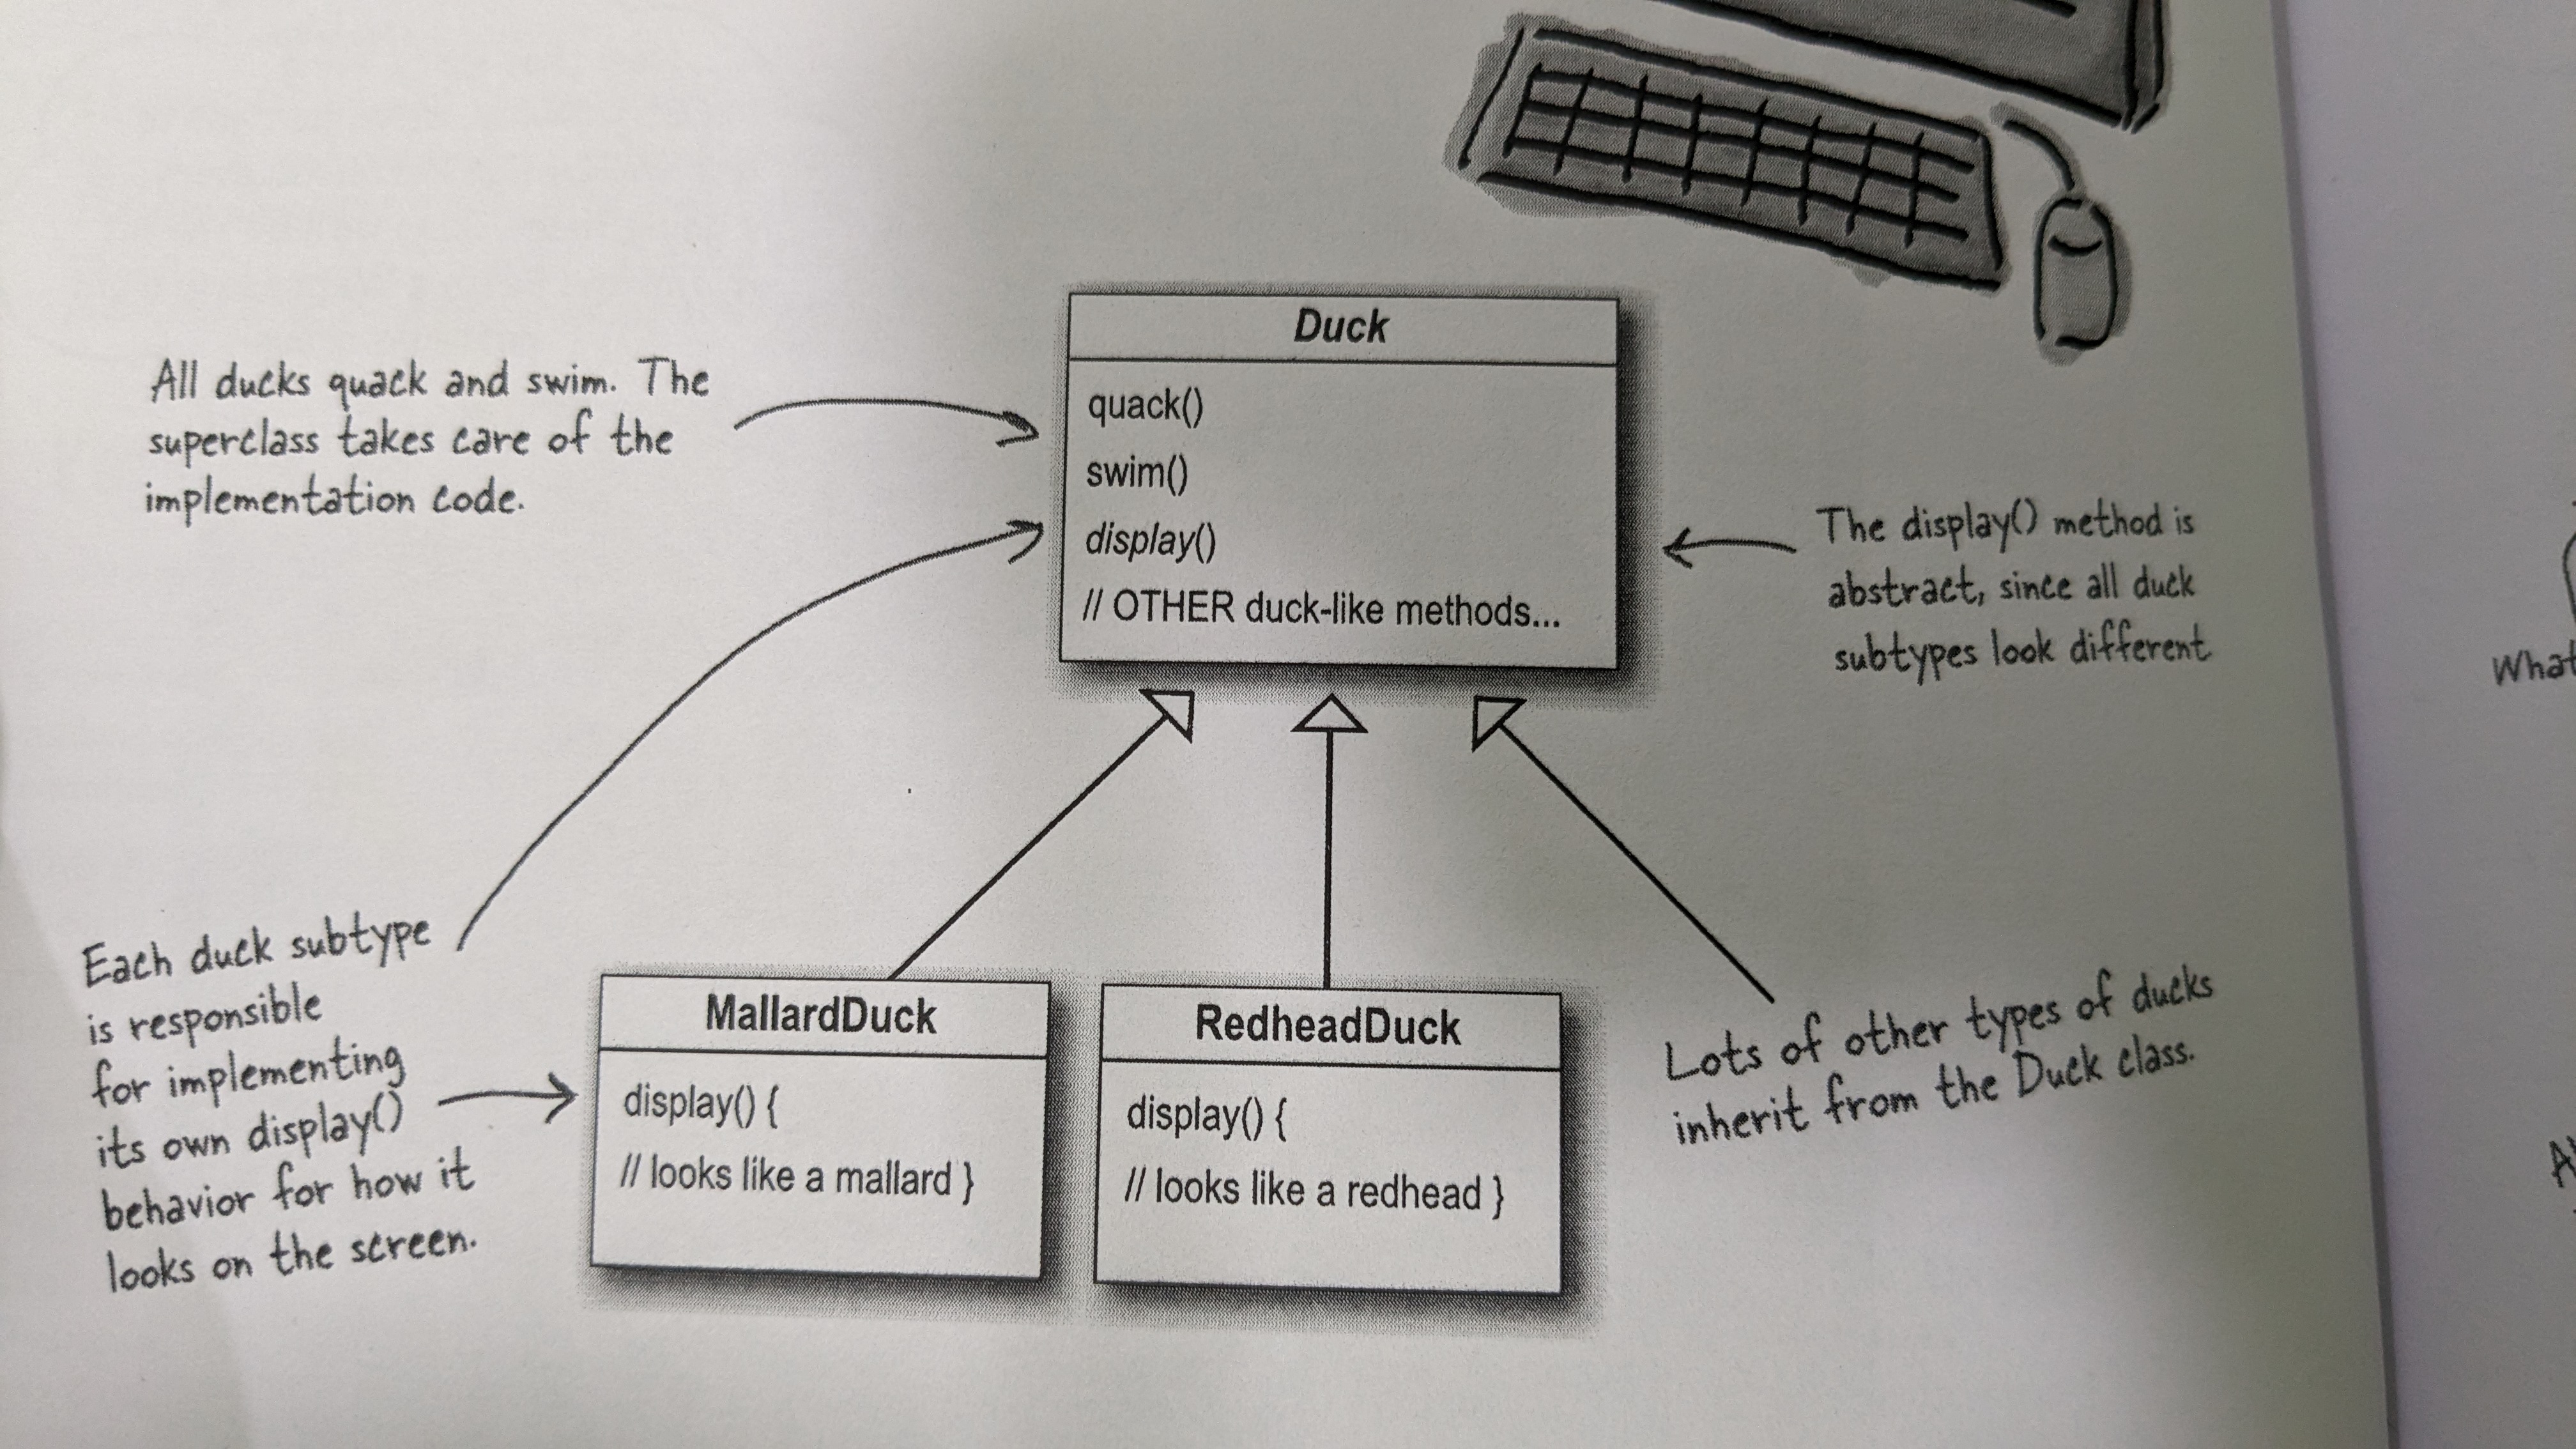 Duck
quack()
swim()
display()
// OTHER duck-like methods...
All ducks quack and swim. The
superclass takes care of the
implementation code.
The display() method is
abstract, since all duck
subtypes look different
What
Each duck subtype
is responsible
for implementing
its own display()
behavior for how it
looks on the screen.
MallardDuck
display() {
// looks like a mallard }
RedheadDuck
display() {
// looks like a redhead }
Lots of other types of ducks
inherit from the Duck class.